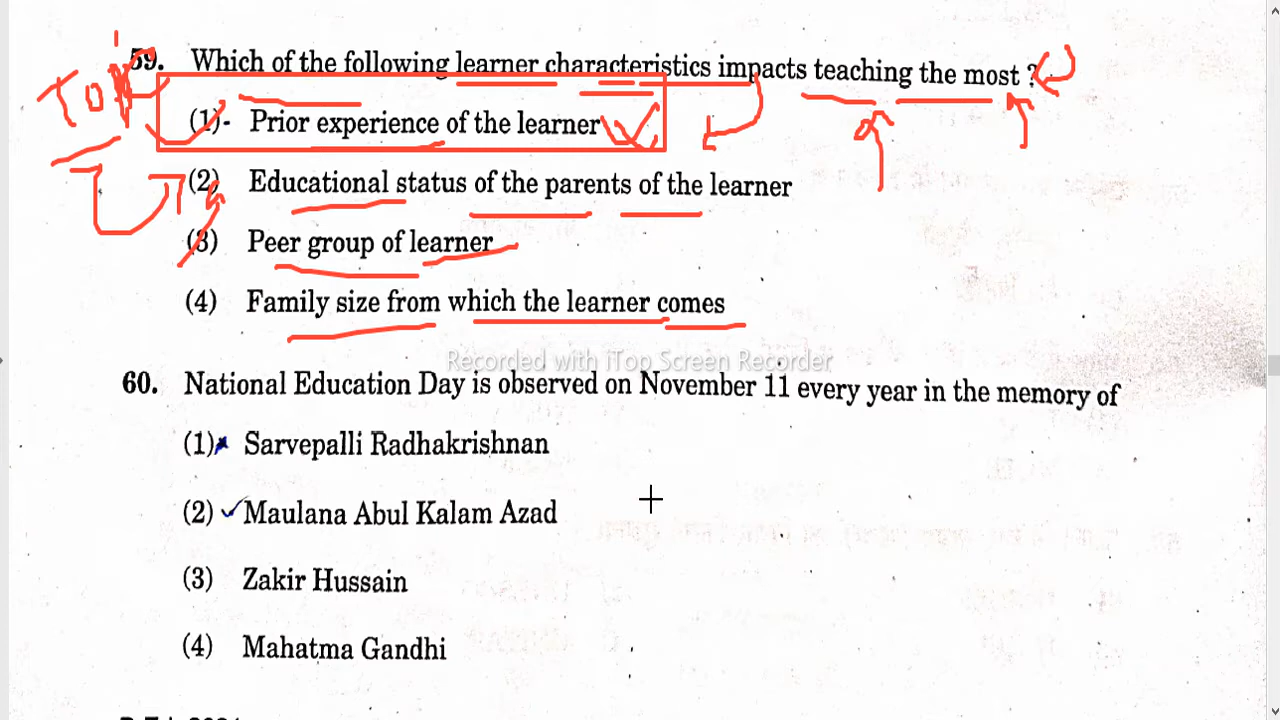 59. Which of the following learner characteristics impacts teaching the most ?
(1) Prior experience of the learner
(2) Educational status of the parents of the learner
(3) Peer group of learner
(4) Family size from which the learner comes
Recorded with iTop Screen Recorder
60. National Education Day is observed on November 11 every year in the memory of
(1) Sarvepalli Radhakrishnan
(2) Maulana Abul Kalam Azad
(3) Zakir Hussain
(4) Mahatma Gandhi